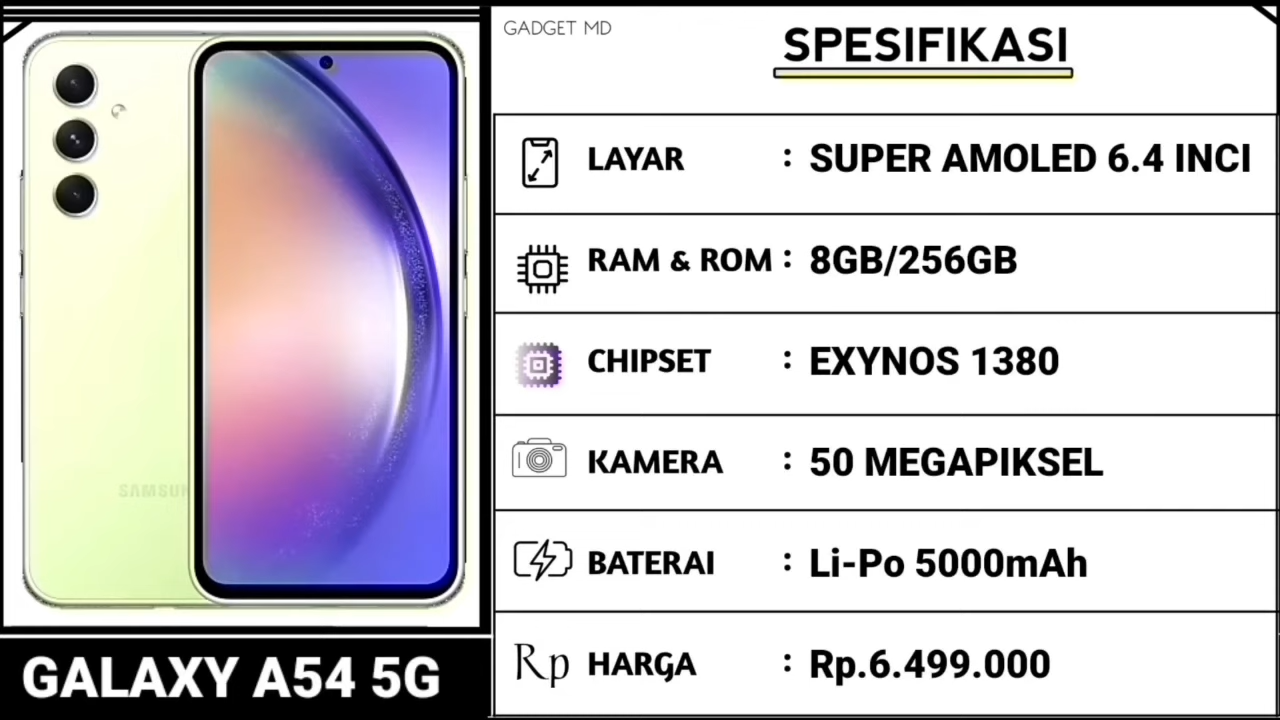 GADGET MD
SPESIFIKASI
LAYAR : SUPER AMOLED 6.4 INCI
RAM & ROM : 8GB/256GB
CHIPSET : EXYNOS 1380
KAMERA : 50 MEGAPIKSEL
BATERAI : Li-Po 5000mAh
Rp HARGA : Rp.6.499.000
SAMSUN
GALAXY A54 5G